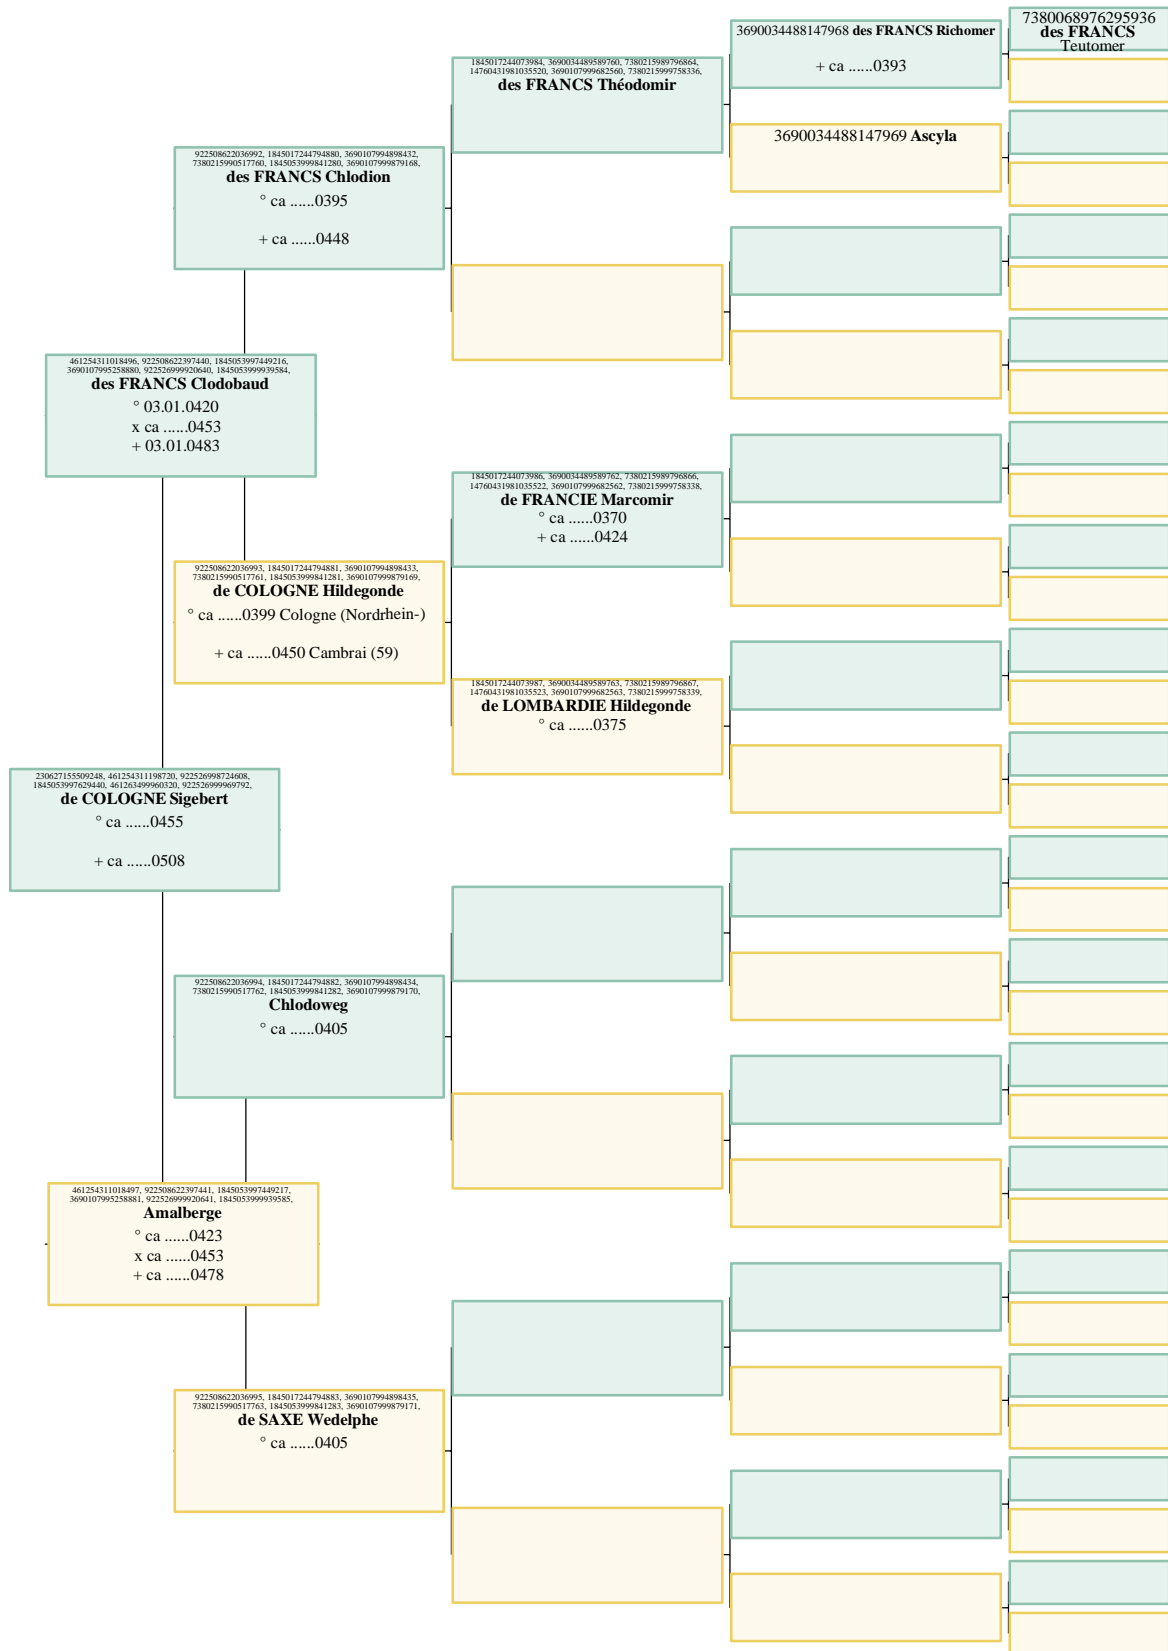 7380068976295936
des FRANCS
Teutomer
3690034488147968 des FRANCS Richomer
+ ca ......0393
1845017244073984, 3690034489589760, 7380215989796864,
14760431981035520, 3690107999682560, 7380215999758336,
des FRANCS Théodomir
3690034488147969 Ascyla
922508622036992, 1845017244794880, 3690107994898432,
7380215990517760, 1845053999841280, 3690107999879168,
des FRANCS Chlodion
° ca ......0395
+ ca ......0448
461254311018496, 922508622397440, 1845053997449216,
3690107995258880, 922526999920640, 1845053999939584,
des FRANCS Clodobaud
° 03.01.0420
x ca ......0453
+ 03.01.0483
1845017244073986, 3690034489589762, 7380215989796866,
14760431981035522, 3690107999682562, 7380215999758338,
de FRANCIE Marcomir
° ca ......0370
+ ca ......0424
922508622036993, 1845017244794881, 3690107994898433,
7380215990517761, 1845053999841281, 3690107999879169,
de COLOGNE Hildegonde
° ca ......0399 Cologne (Nordrhein-)
+ ca ......0450 Cambrai (59)
1845017244073987, 3690034489589763, 7380215989796867,
14760431981035523, 3690107999682563, 7380215999758339,
de LOMBARDIE Hildegonde
° ca ......0375
230627155509248, 461254311198720, 922526998724608,
1845053997629440, 461263499960320, 922526999969792,
de COLOGNE Sigebert
° ca ......0455
+ ca ......0508
922508622036994, 1845017244794882, 3690107994898434,
7380215990517762, 1845053999841282, 3690107999879170,
Chlodoweg
° ca ......0405
461254311018497, 922508622397441, 1845053997449217,
3690107995258881, 922526999920641, 1845053999939585,
Amalberge
° ca ......0423
x ca ......0453
+ ca ......0478
922508622036995, 1845017244794883, 3690107994898435,
7380215990517763, 1845053999841283, 3690107999879171,
de SAXE Wedelphe
° ca ......0405